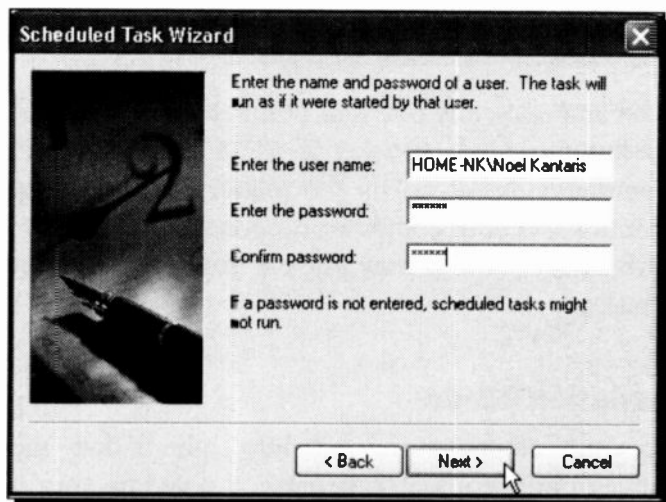 Scheduled Task Wizard
Enter the name and password of a user. The task will
run as if it were started by that user.
Enter the user name: HOME-NK\Noel Kantaris
Enter the password: ******
Confirm password: ******
If a password is not entered, scheduled tasks might
not run.
< Back Next > Cancel